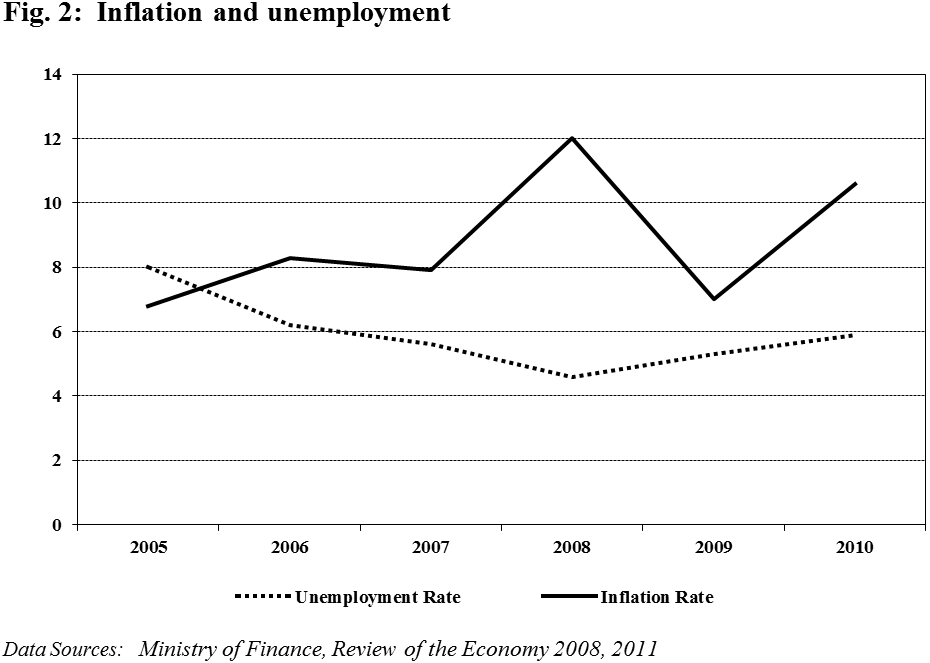 Fig. 2: Inflation and unemployment
14
12
10
8
6
4
2
0
2005 2006 2007 2008 2009 2010
Unemployment Rate Inflation Rate
Data Sources: Ministry of Finance, Review of the Economy 2008, 2011